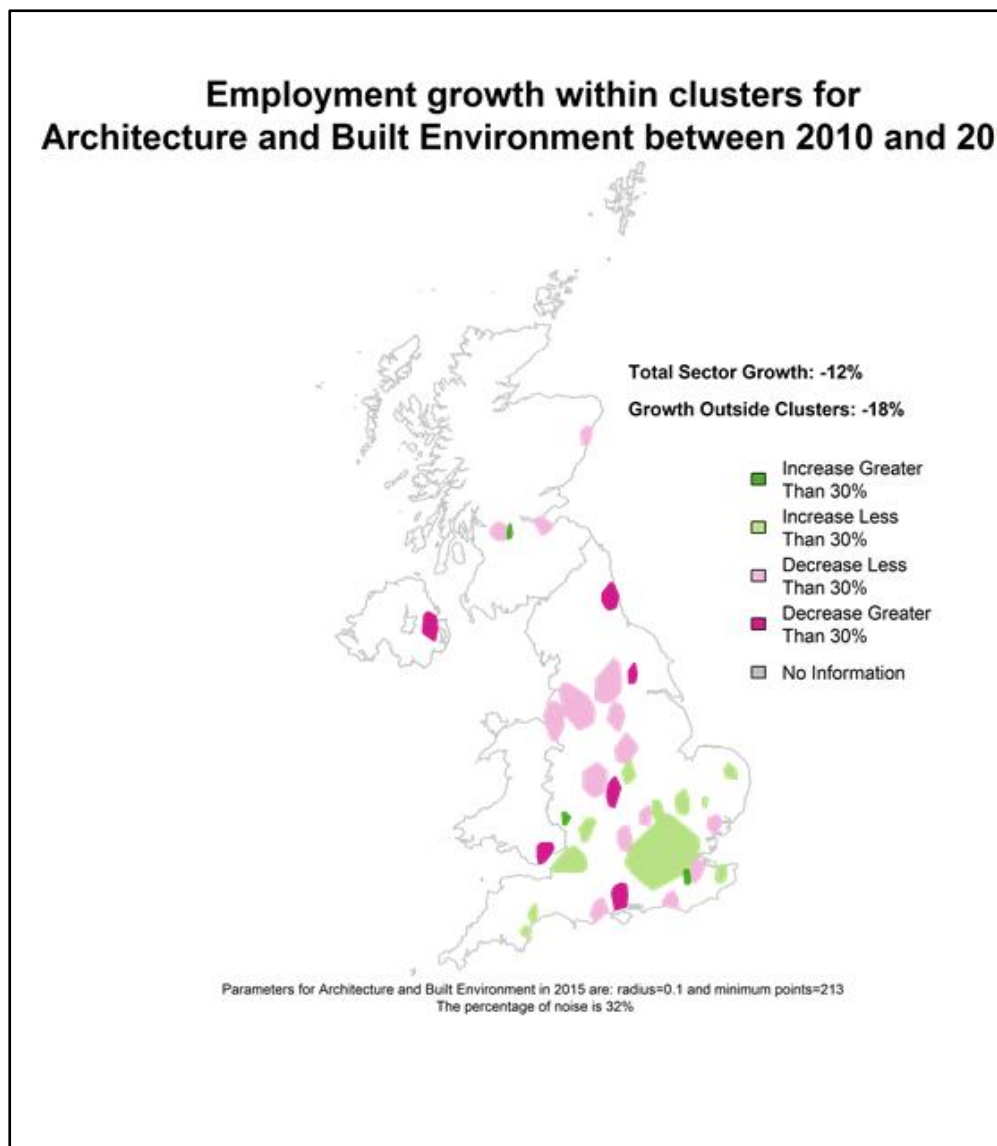 Employment growth within clusters for
Architecture and Built Environment between 2010 and 20
Total Sector Growth: -12%
Growth Outside Clusters: -18%
Increase Greater
Than 30%
Increase Less
Than 30%
Decrease Less
Than 30%
Decrease Greater
Than 30%
No Information
Parameters for Architecture and Built Environment in 2015 are: radius=0.1 and minimum points=213
The percentage of noise is 32%